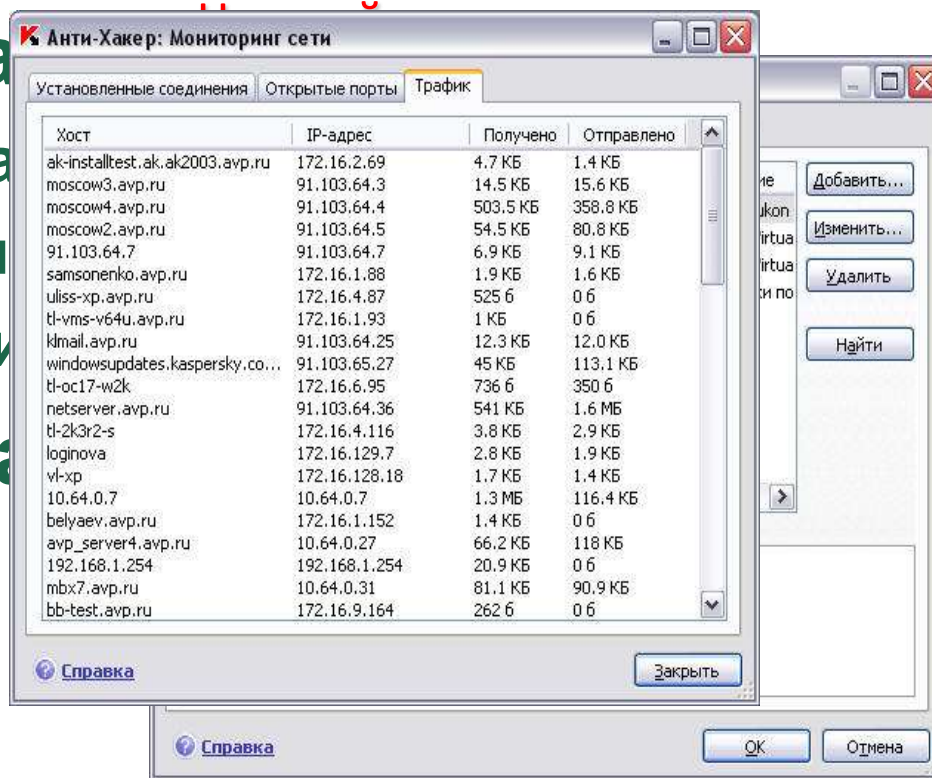 Анти-Хакер: Мониторинг сети
Установленные соединения Открытые порты Трафик
Хост IP-адрес Получено Отправлено
ak-installtest.ak.ak2003.avp.ru 172.16.2.69 4.7 КБ 1.4 КБ
moscow3.avp.ru 91.103.64.3 14.5 КБ 15.6 КБ
moscow4.avp.ru 91.103.64.4 503.5 КБ 358.8 КБ
moscow2.avp.ru 91.103.64.5 54.5 КБ 80.8 КБ
91.103.64.7 91.103.64.7 6.9 КБ 9.1 КБ
samsonenko.avp.ru 172.16.1.88 1.9 КБ 1.6 КБ
uliss-xp.avp.ru 172.16.4.87 525 б 0 б
tl-vms-v64u.avp.ru 172.16.1.93 1 КБ 0 б
klmail.avp.ru 91.103.64.25 12.3 КБ 12.0 КБ
windowsupdates.kaspersky.co... 91.103.65.27 45 КБ 113.1 КБ
tl-oc17-w2k 172.16.6.95 736 б 350 б
netserver.avp.ru 91.103.64.36 541 КБ 1.6 МБ
tl-2k3r2-s 172.16.4.116 3.8 КБ 2.9 КБ
loginova 172.16.129.7 2.8 КБ 1.9 КБ
vl-xp 172.16.128.18 1.7 КБ 1.4 КБ
10.64.0.7 10.64.0.7 1.3 МБ 116.4 КБ
belyaev.avp.ru 172.16.1.152 1.4 КБ 0 б
avp_server4.avp.ru 10.64.0.27 66.2 КБ 118 КБ
192.168.1.254 192.168.1.254 20.9 КБ 0 б
mbx7.avp.ru 10.64.0.31 81.1 КБ 90.9 КБ
bb-test.avp.ru 172.16.9.164 262 б 0 б
Справка Закрыть
Добавить...
Изменить...
Удалить
Найти
Справка ОК Отмена